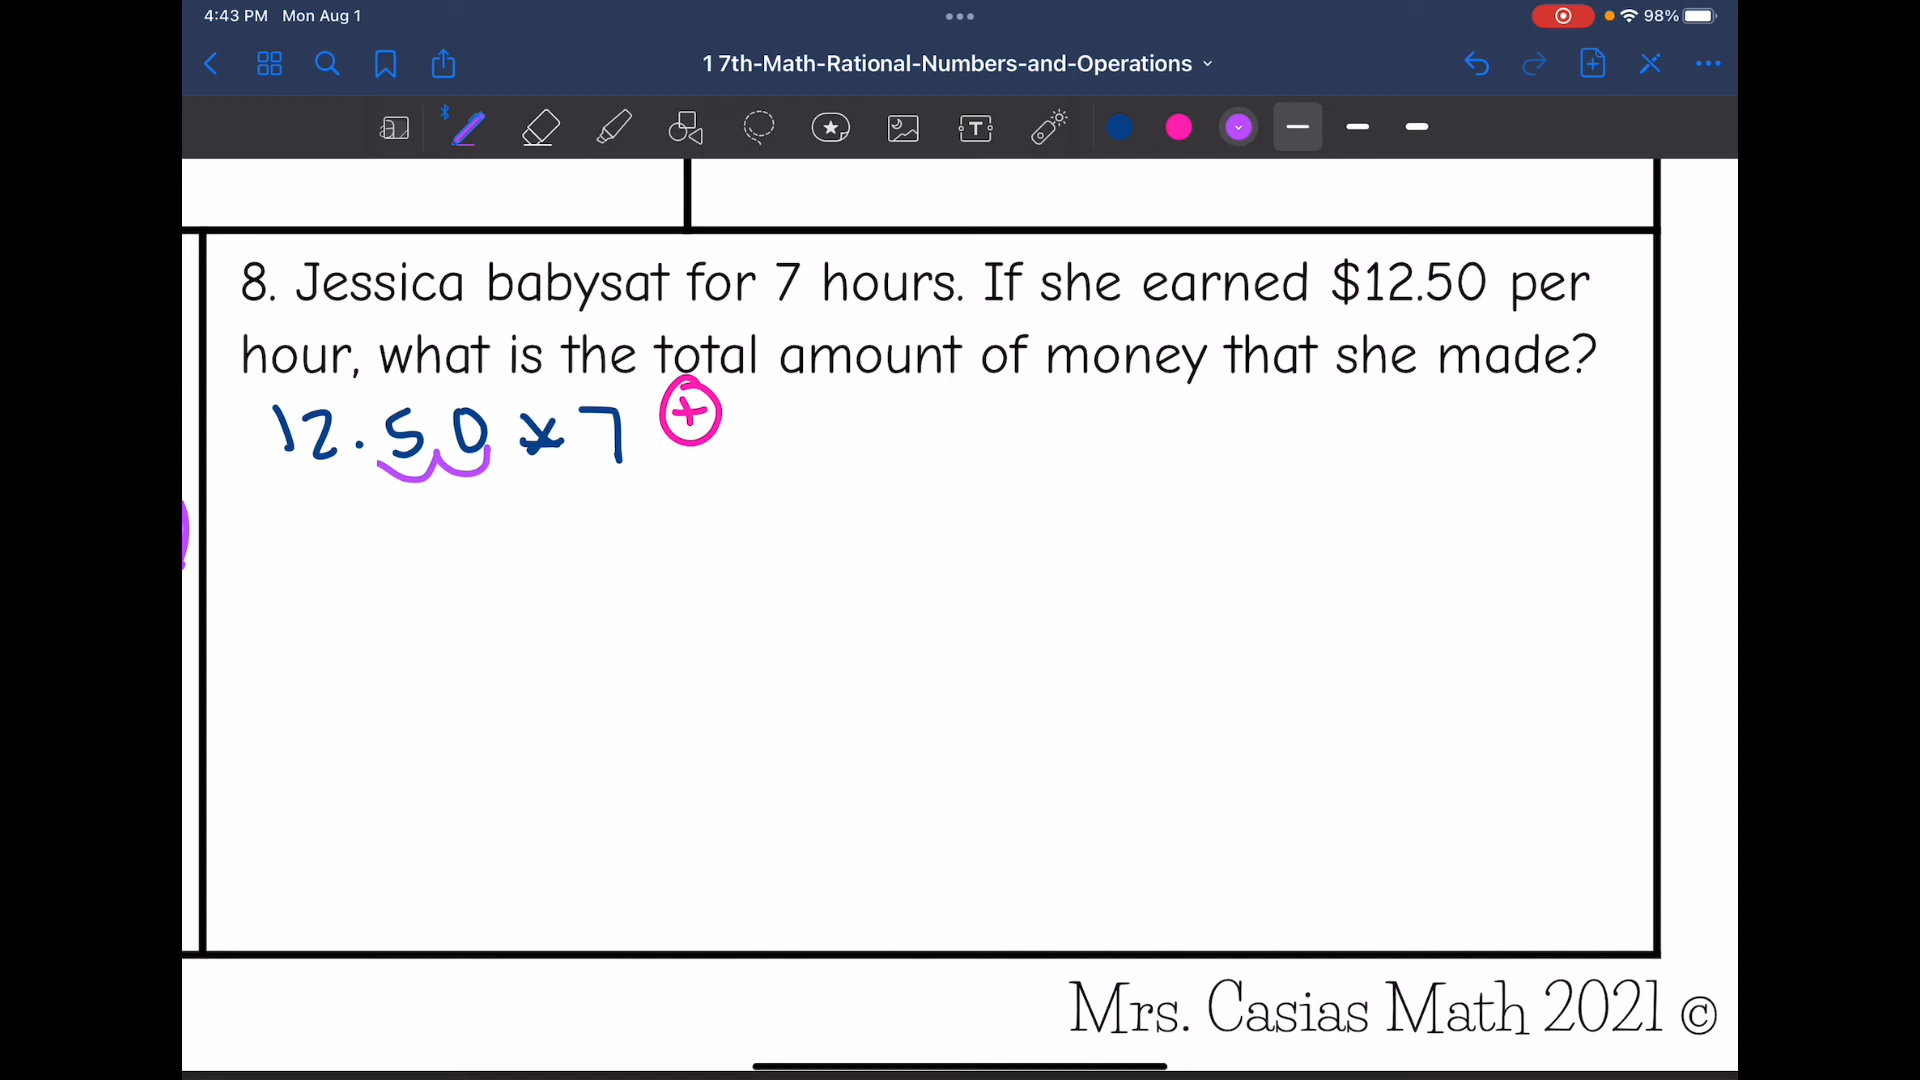 4:43 PM Mon Aug 1
98%
1 7th-Math-Rational-Numbers-and-Operations
T
8. Jessica babysat for 7 hours. If she earned $12.50 per
hour, what is the total amount of money that she made?
12.50 * 7 +
Mrs. Casias Math 2021 ©